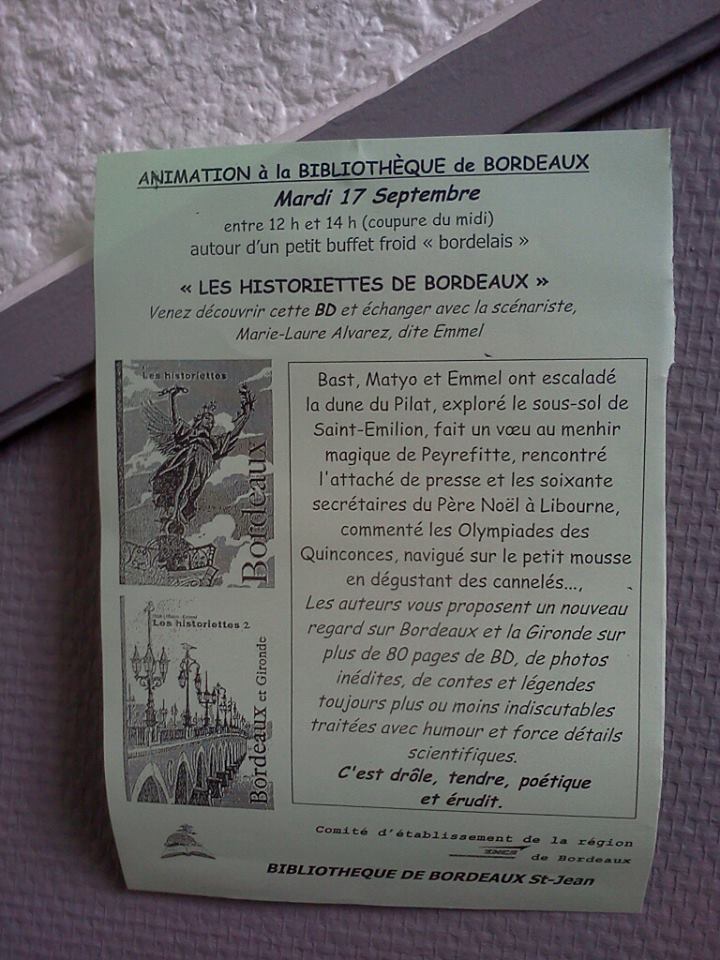 ANIMATION à la BIBLIOTHÈQUE de BORDEAUX
Mardi 17 Septembre
entre 12 h et 14 h (coupure du midi)
autour d'un petit buffet froid « bordelais »
« LES HISTORIETTES DE BORDEAUX »
Venez découvrir cette BD et échanger avec la scénariste,
Marie-Laure Alvarez, dite Emmel
Les historiettes
Bordeaux
Les historiettes 2
Bordeaux et Gironde
Bast, Matyo et Emmel ont escaladé
la dune du Pilat, exploré le sous-sol de
Saint-Emilion, fait un vœu au menhir
magique de Peyrefitte, rencontré
l'attaché de presse et les soixante
secrétaires du Père Noël à Libourne,
commenté les Olympiades des
Quinconces, navigué sur le petit mousse
en dégustant des cannelés...,
Les auteurs vous proposent un nouveau
regard sur Bordeaux et la Gironde sur
plus de 80 pages de BD, de photos
inédites, de contes et légendes
toujours plus ou moins indiscutables
traitées avec humour et force détails
scientifiques.
C'est drôle, tendre, poétique
et érudit.
Comité d'établissement de la région
SNCF de Bordeaux
BIBLIOTHEQUE DE BORDEAUX St-Jean